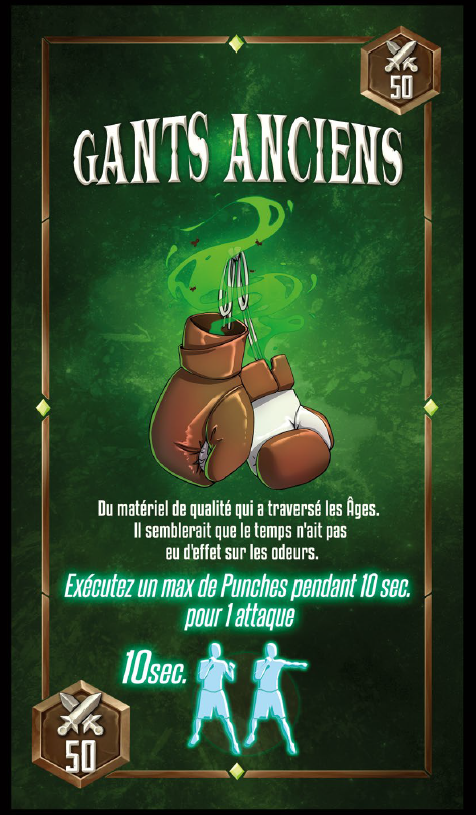 50
GANTS ANCIENS
Du matériel de qualité qui a traversé les Âges.
Il semblerait que le temps n'ait pas
eu d'effet sur les odeurs.
Exécutez un max de Punches pendant 10 sec.
pour 1 attaque
10sec.
50